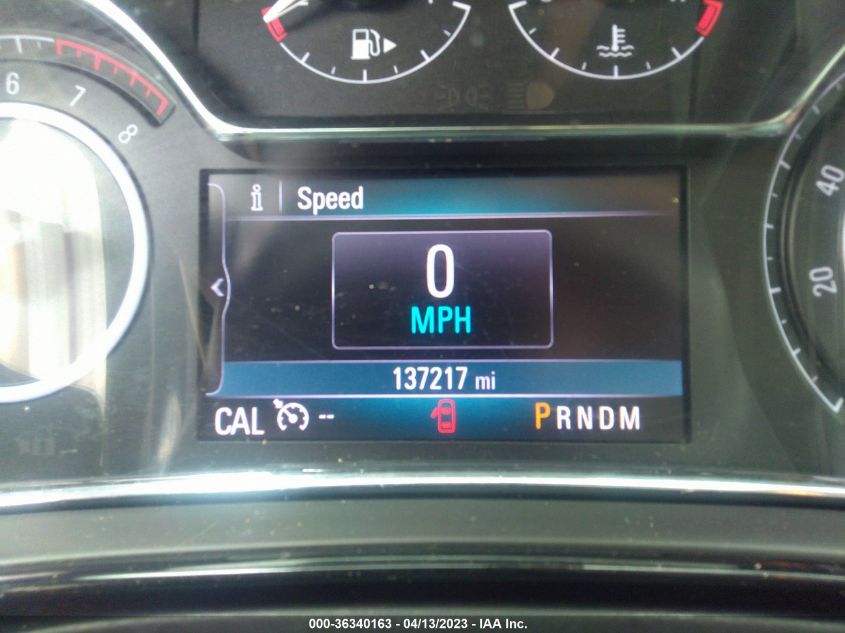 6
7
8
40
20
Speed
0
MPH
137217 mi
CAL -- PRNDM
000-36340163 - 04/13/2023 - IAA Inc.